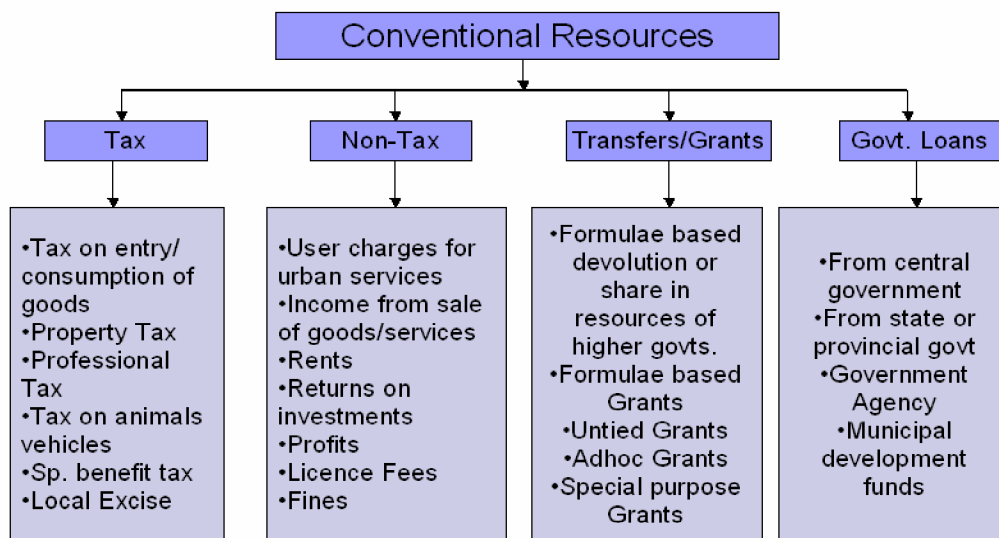 Conventional Resources
Tax
Non-Tax
Transfers/Grants
Govt. Loans
•Tax on entry/
consumption of
goods
•Property Tax
•Professional
Tax
•Tax on animals
vehicles
•Sp. benefit tax
•Local Excise
•User charges for
urban services
•Income from sale
of goods/services
•Rents
•Returns on
investments
•Profits
•Licence Fees
•Fines
•Formulae based
devolution or
share in
resources of
higher govts.
•Formulae based
Grants
•Untied Grants
•Adhoc Grants
•Special purpose
Grants
•From central
government
•From state or
provincial govt
•Government
Agency
•Municipal
development
funds